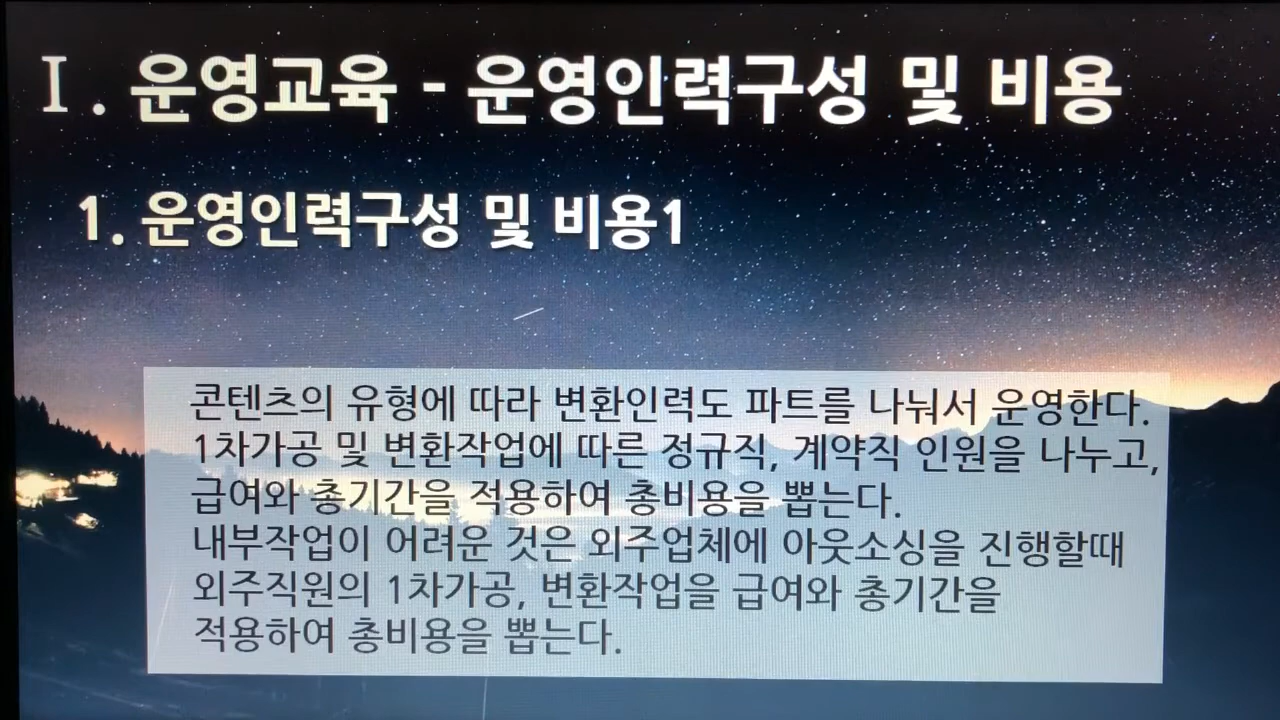 Ⅰ. 운영교육 - 운영인력구성 및 비용
1. 운영인력구성 및 비용1
콘텐츠의 유형에 따라 변환인력도 파트를 나눠서 운영한다.
1차가공 및 변환작업에 따른 정규직, 계약직 인원을 나누고,
급여와 총기간을 적용하여 총비용을 뽑는다.
내부작업이 어려운 것은 외주업체에 아웃소싱을 진행할때
외주직원의 1차가공, 변환작업을 급여와 총기간을
적용하여 총비용을 뽑는다.